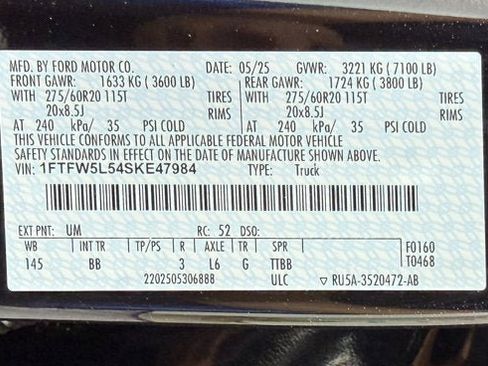 MFD. BY FORD MOTOR CO. DATE: 05/25 GVWR: 3221 KG ( 7100 LB)
FRONT GAWR: 1633 KG ( 3600 LB) REAR GAWR: 1724 KG ( 3800 LB)
WITH 275/60R20 115T TIRES WITH 275/60R20 115T TIRES
20x8.5J RIMS 20x8.5J RIMS
AT 240 kPa/ 35 PSI COLD AT 240 kPa/ 35 PSI COLD
THIS VEHICLE CONFORMS TO ALL APPLICABLE FEDERAL MOTOR VEHICLE
SAFETY STANDARDS IN EFFECT ON THE DATE OF MANUFACTURE SHOWN ABOVE.
VIN: 1FTFW5L54SKE47984 TYPE: Truck
EXT PNT: UM RC: 52 DSO:
WB INT TR TP/PS R AXLE TR SPR F0160
145 BB 3 L6 G TTBB T0468
2202505306888 ULC RU5A-3520472-AB